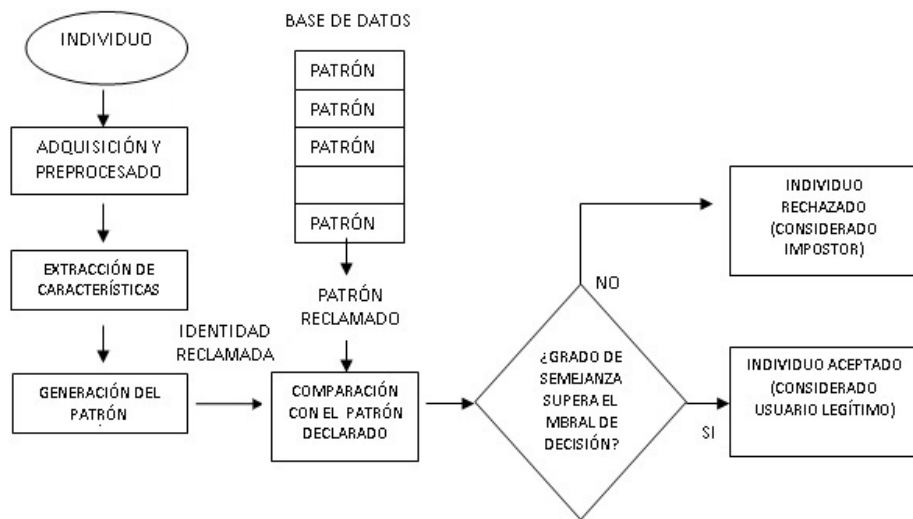 INDIVIDUO
ADQUISICIÓN Y
PREPROCESADO
EXTRACCIÓN DE
CARACTERÍSTICAS
GENERACIÓN DEL
PATRÓN
IDENTIDAD
RECLAMADA
BASE DE DATOS
PATRÓN
PATRÓN
PATRÓN
PATRÓN
PATRÓN
RECLAMADO
COMPARACIÓN
CON EL PATRÓN
DECLARADO
¿GRADO DE
SEMEJANZA
SUPERA EL
MBRAL DE
DECISIÓN?
NO
INDIVIDUO
RECHAZADO
(CONSIDERADO
IMPOSTOR)
SI
INDIVIDUO ACEPTADO
(CONSIDERADO
USUARIO LEGÍTIMO)